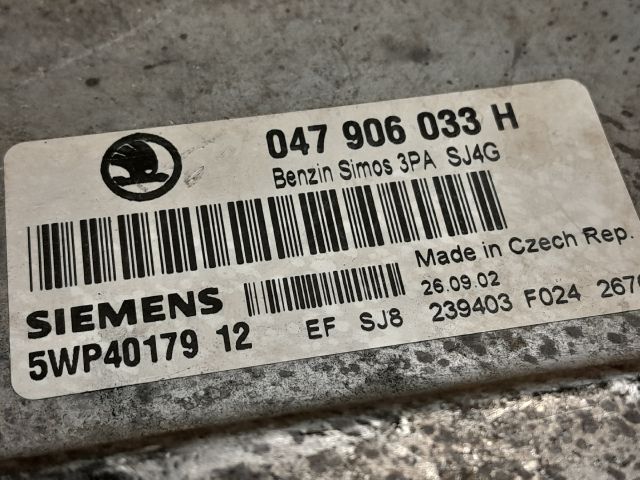 047 906 033 H
Benzin Simos 3PA SJ4G
Made in Czech Rep.
SIEMENS
26.09.02
5WP40179 12 EF SJ8 239403 F024